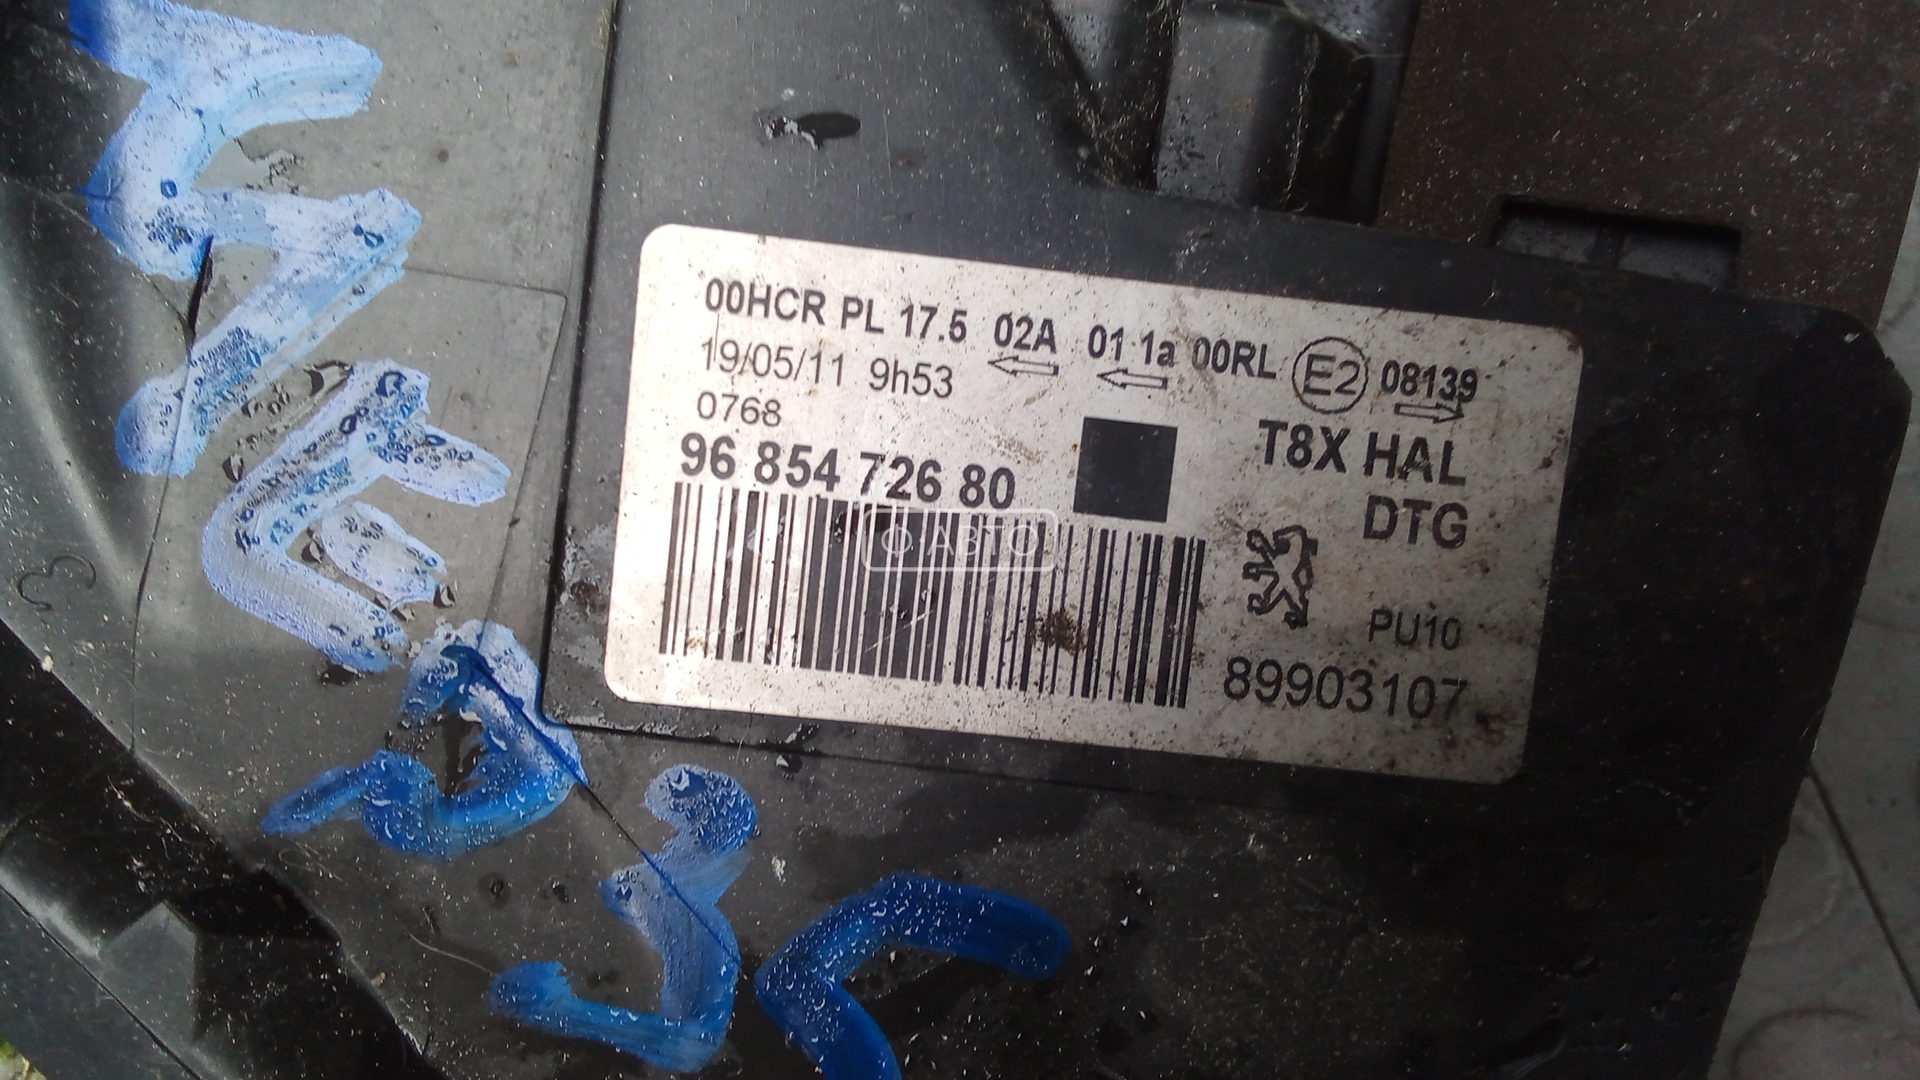 00HCR PL 17.5 02A 01 1a 00RL E2 08139
19/05/11 9h53
0768
96 854 726 80
T8X HAL
DTG
PU10
89903107
АВТО